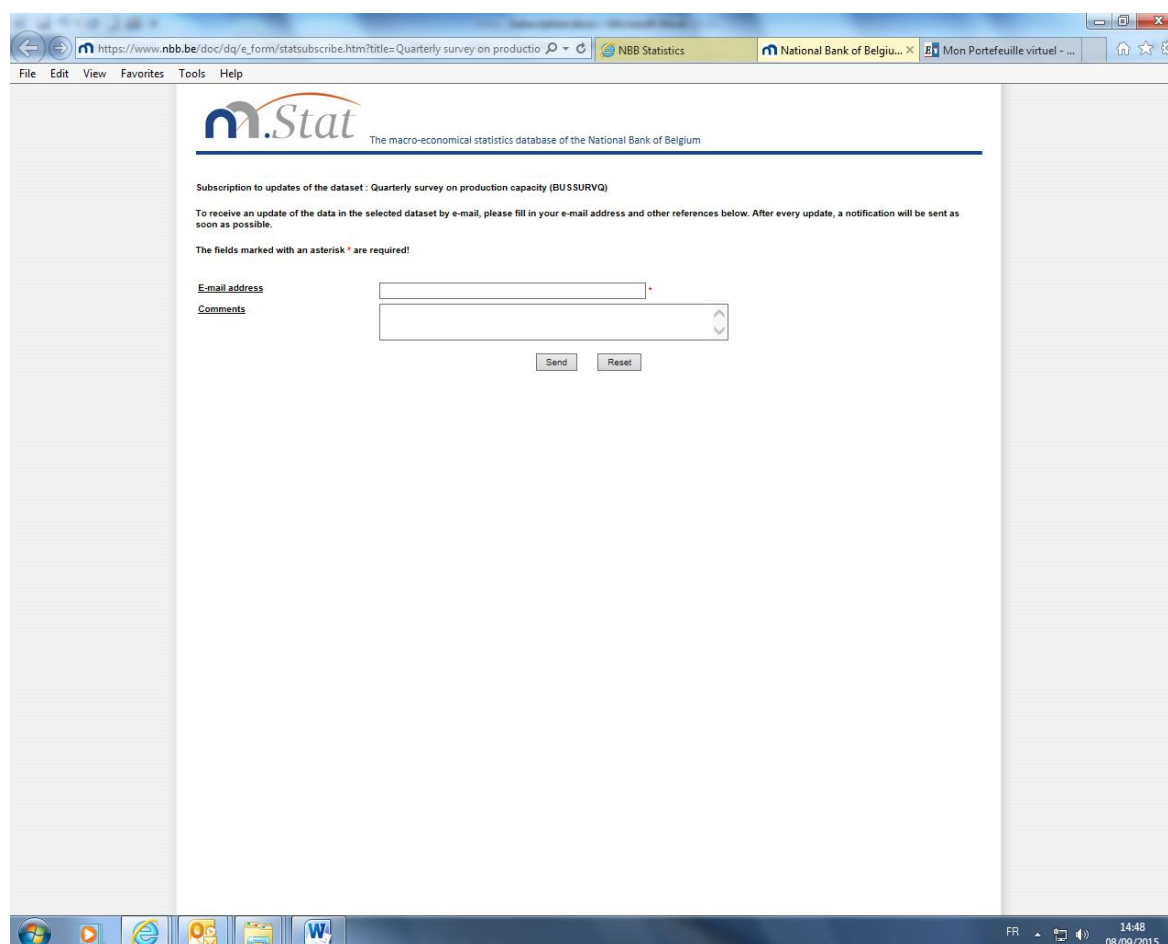 https://www.nbb.be/doc/dq/e_form/statsubscribe.htm?title=Quarterly survey on productio
NBB Statistics
National Bank of Belgiu...
Mon Portefeuille virtuel - ...
File Edit View Favorites Tools Help
.Stat
The macro-economical statistics database of the National Bank of Belgium
Subscription to updates of the dataset : Quarterly survey on production capacity (BUSSURVQ)
To receive an update of the data in the selected dataset by e-mail, please fill in your e-mail address and other references below. After every update, a notification will be sent as
soon as possible.
The fields marked with an asterisk * are required!
E-mail address *
Comments
Send Reset
FR 14:48
08/09/2015